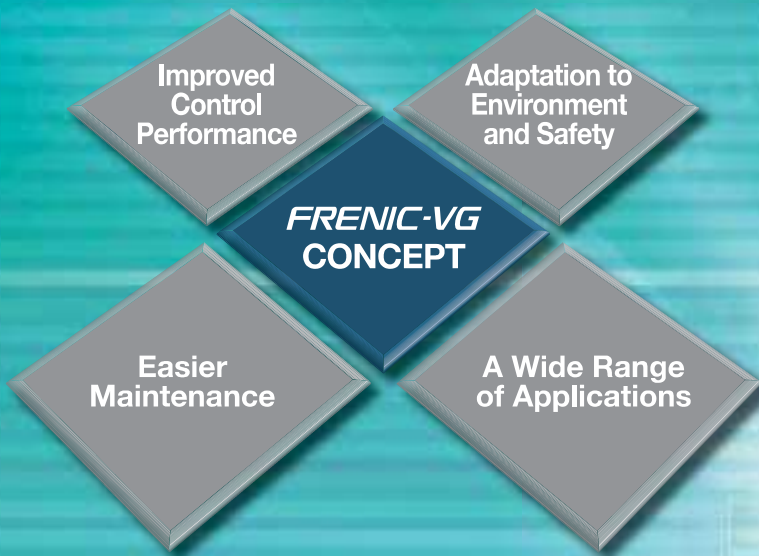 Improved
Control
Performance
Adaptation to
Environment
and Safety
FRENIC-VG
CONCEPT
Easier
Maintenance
A Wide Range
of Applications